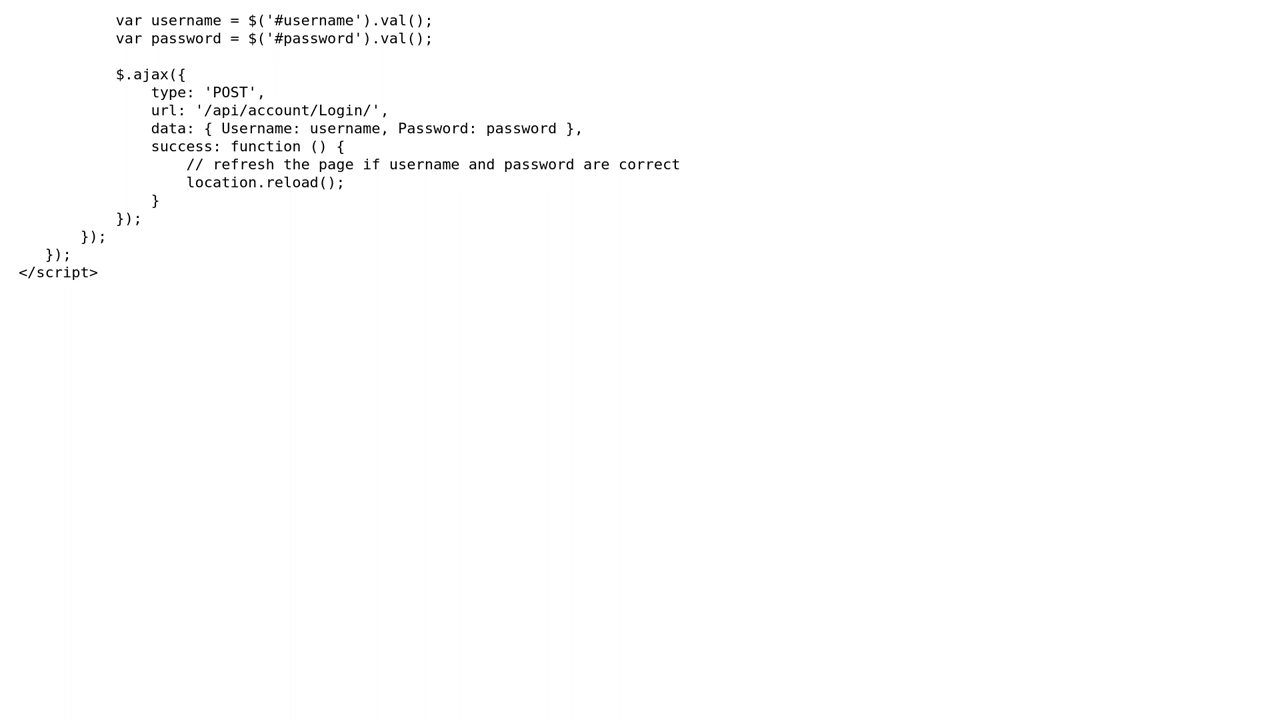 var username = $('#username').val();
var password = $('#password').val();
$.ajax({
type: 'POST',
url: '/api/account/Login/',
data: { Username: username, Password: password },
success: function () {
// refresh the page if username and password are correct
location.reload();
}
});
});
});
</script>